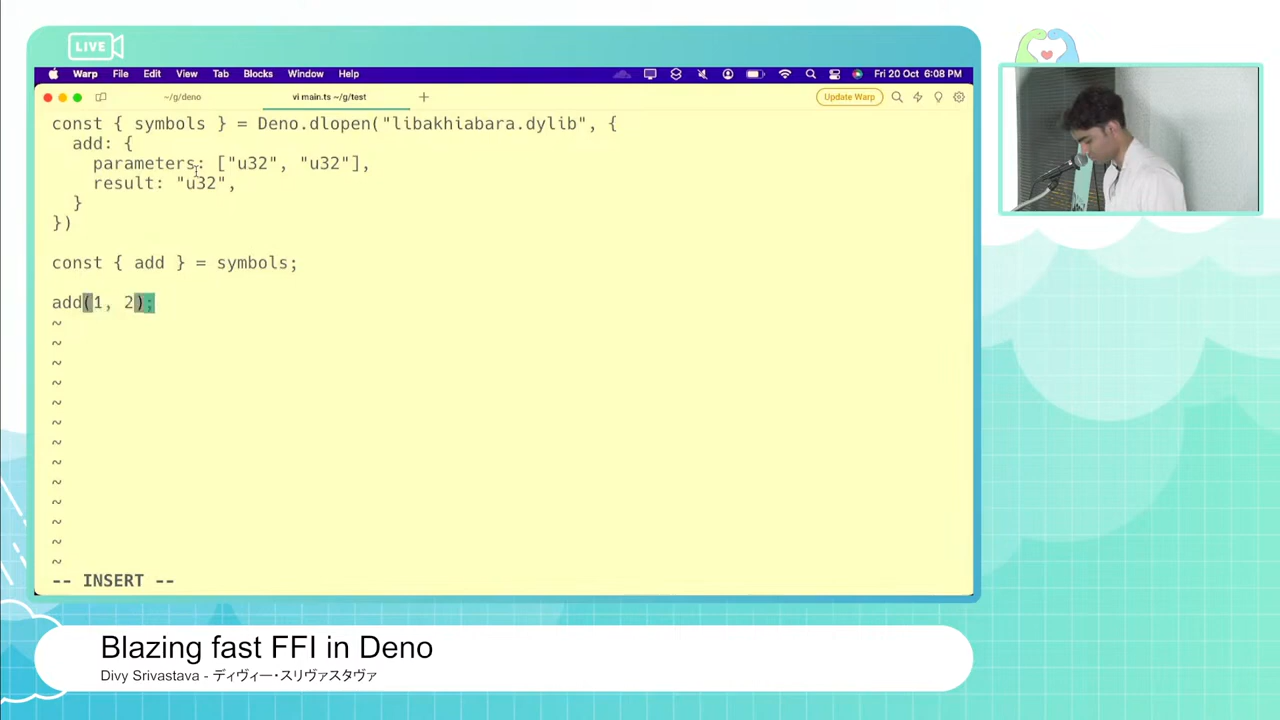 LIVE
Warp File Edit View Tab Blocks Window Help Fri 20 Oct 6:08 PM
~/g/deno vi main.ts ~/g/test + Update Warp
const { symbols } = Deno.dlopen("libakhiabara.dylib", {
add: {
parameters: ["u32", "u32"],
result: "u32",
}
})
const { add } = symbols;
add(1, 2);
~
~
~
~
~
~
~
~
~
~
~
~
~
-- INSERT --
Blazing fast FFI in Deno
Divy Srivastava - ディヴィー・スリヴァスタヴァ